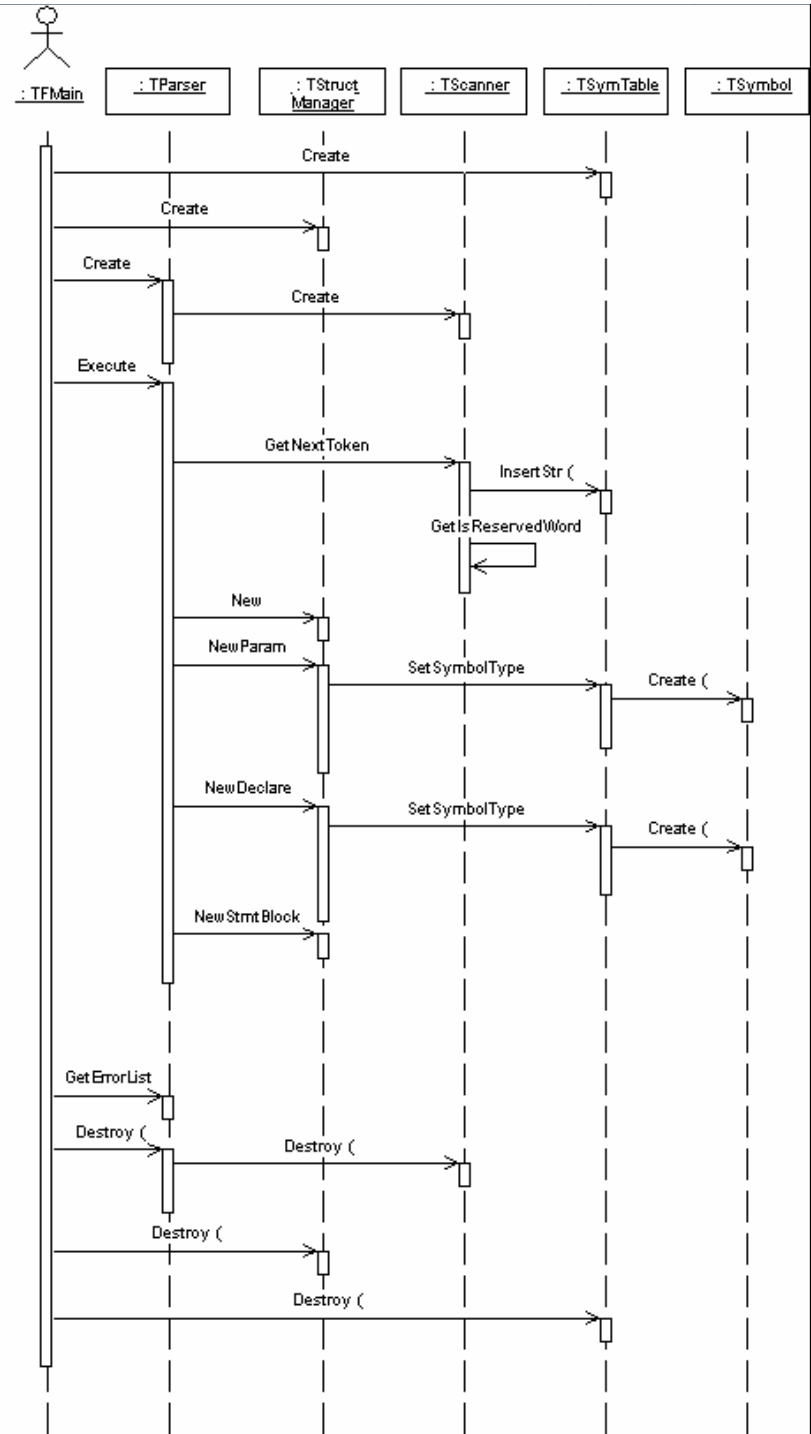 : TFMain
: TParser
: TStruct
Manager
: TScanner
: TSymTable
: TSymbol
Create
Create
Create
Create
Execute
GetNextToken
InsertStr (
GetIsReservedWord
New
NewParam
SetSymbolType
Create (
NewDeclare
SetSymbolType
Create (
NewStmtBlock
GetErrorList
Destroy (
Destroy (
Destroy (
Destroy (